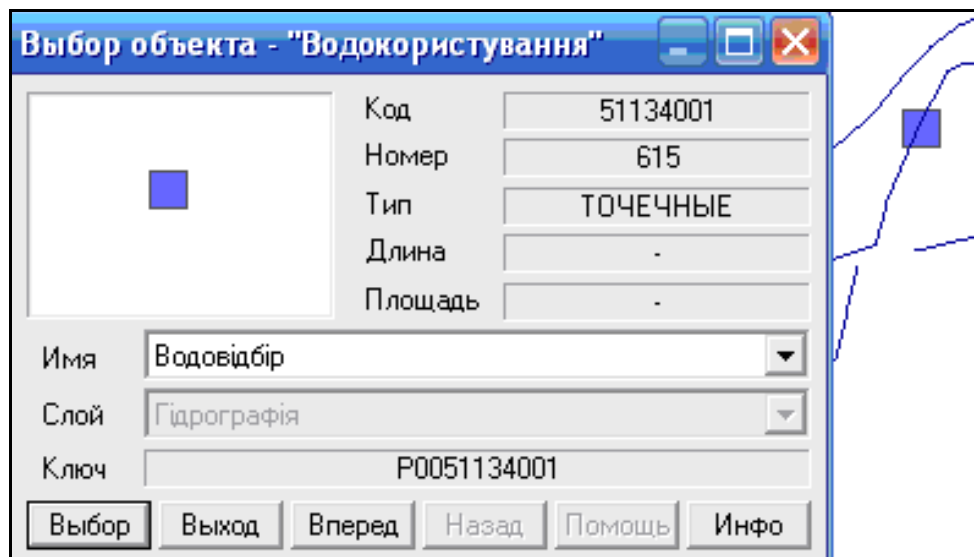 Выбор объекта - "Водокористування"
Код 51134001
Номер 615
Тип ТОЧЕЧНЫЕ
Длина -
Площадь -
Имя Водовідбір
Слой Гідрографія
Ключ P0051134001
Выбор Выход Вперед Назад Помощь Инфо